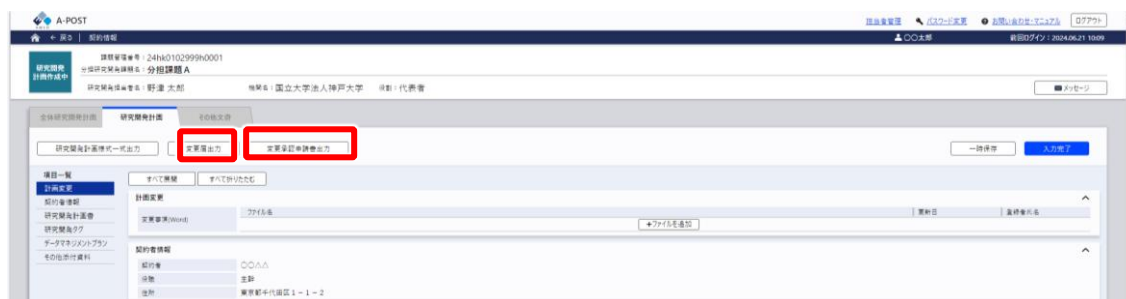 A-POST
担当者管理 パスワード変更 お問い合わせ・マニュアル ログアウト
← 戻る | 契約情報 〇〇太郎 前回ログイン：2024.06.21 10:09
研究開発計画作成中
課題管理番号：24hk0102999h0001
分担研究開発課題名：分担課題A
研究開発担当者名：野津 太郎 機関名：国立大学法人神戸大学 役割：代表者 メッセージ
全体研究開発計画 研究開発計画 その他文書
研究開発計画様式一式出力 変更届出力 変更承認申請書出力 一時保存 入力完了
項目一覧 すべて展開 すべて折りたたむ
計画変更 計画変更
契約者情報 ファイル名 更新日 登録者氏名
研究開発計画書 変更事項(Word) +ファイルを追加
研究開発タグ
データマネジメントプラン 契約者情報
その他添付資料 契約者 〇〇△△
役職 主幹
住所 東京都千代田区１－１－２